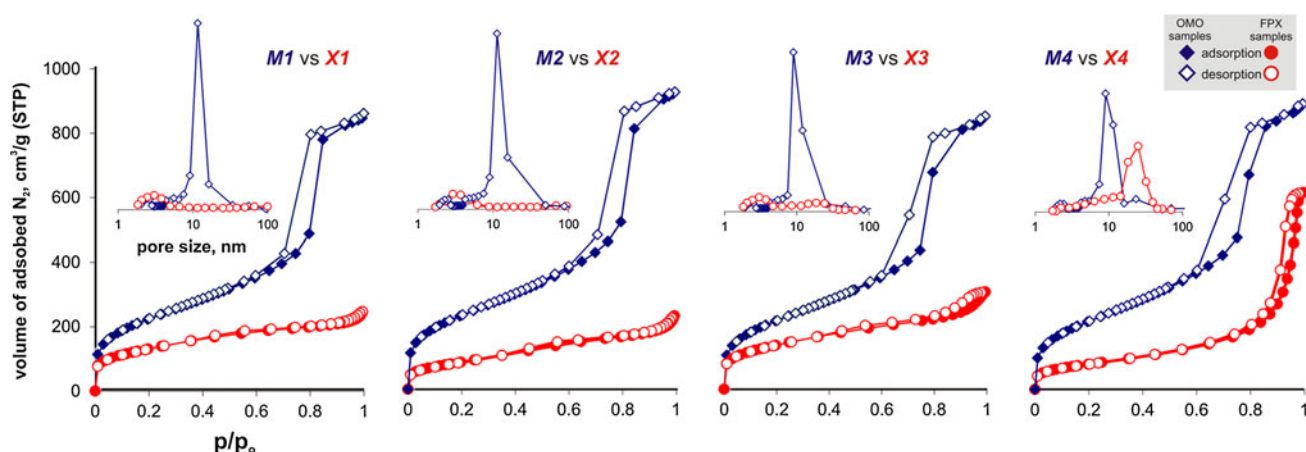 M1 vs X1
M2 vs X2
M3 vs X3
M4 vs X4
OMO samples
FPX samples
adsorption
desorption
volume of adsobed N2, cm3/g (STP)
1000
800
600
400
200
0
1 10 100
pore size, nm
1 10 100
1 10 100
1 10 100
0 0.2 0.4 0.6 0.8 1
0 0.2 0.4 0.6 0.8 1
0 0.2 0.4 0.6 0.8 1
0 0.2 0.4 0.6 0.8 1
p/po